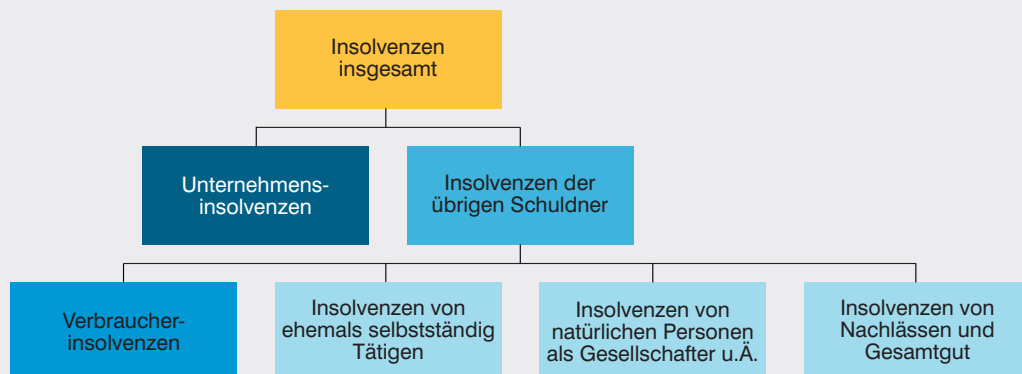 Insolvenzen
insgesamt
Unternehmens-
insolvenzen
Insolvenzen der
übrigen Schuldner
Verbraucher-
insolvenzen
Insolvenzen von
ehemals selbstständig
Tätigen
Insolvenzen von
natürlichen Personen
als Gesellschafter u.Ä.
Insolvenzen von
Nachlässen und
Gesamtgut